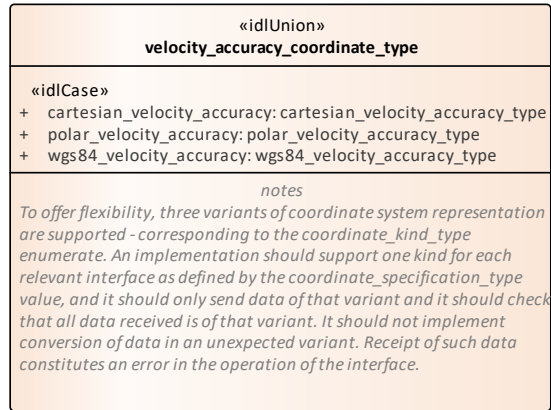 «idlUnion»
velocity_accuracy_coordinate_type
«idlCase»
+ cartesian_velocity_accuracy: cartesian_velocity_accuracy_type
+ polar_velocity_accuracy: polar_velocity_accuracy_type
+ wgs84_velocity_accuracy: wgs84_velocity_accuracy_type
notes
To offer flexibility, three variants of coordinate system representation
are supported - corresponding to the coordinate_kind_type
enumerate. An implementation should support one kind for each
relevant interface as defined by the coordinate_specification_type
value, and it should only send data of that variant and it should check
that all data received is of that variant. It should not implement
conversion of data in an unexpected variant. Receipt of such data
constitutes an error in the operation of the interface.